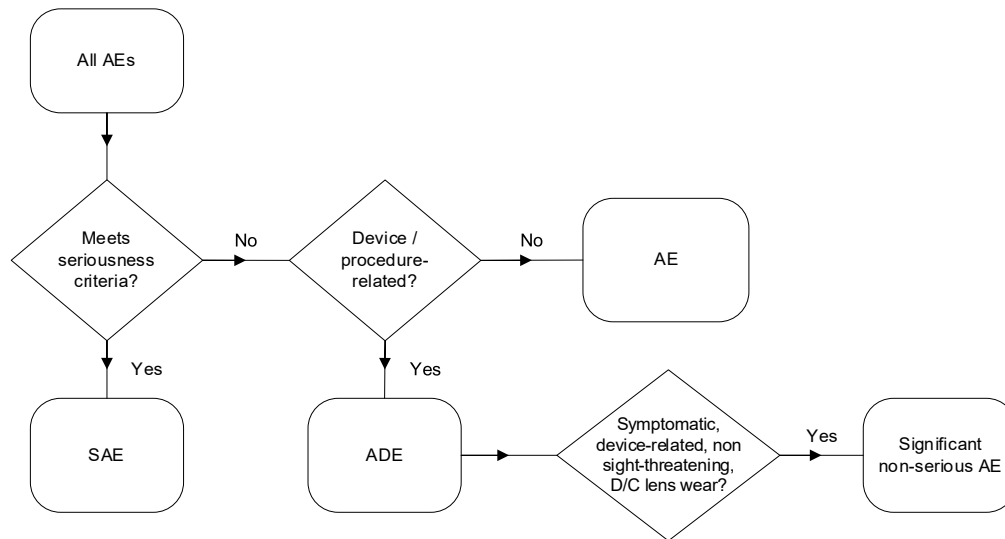 All AEs
Meets
seriousness
criteria?
No
Device /
procedure-
related?
No
AE
Yes
Yes
SAE
ADE
Symptomatic,
device-related, non
sight-threatening,
D/C lens wear?
Yes
Significant
non-serious AE